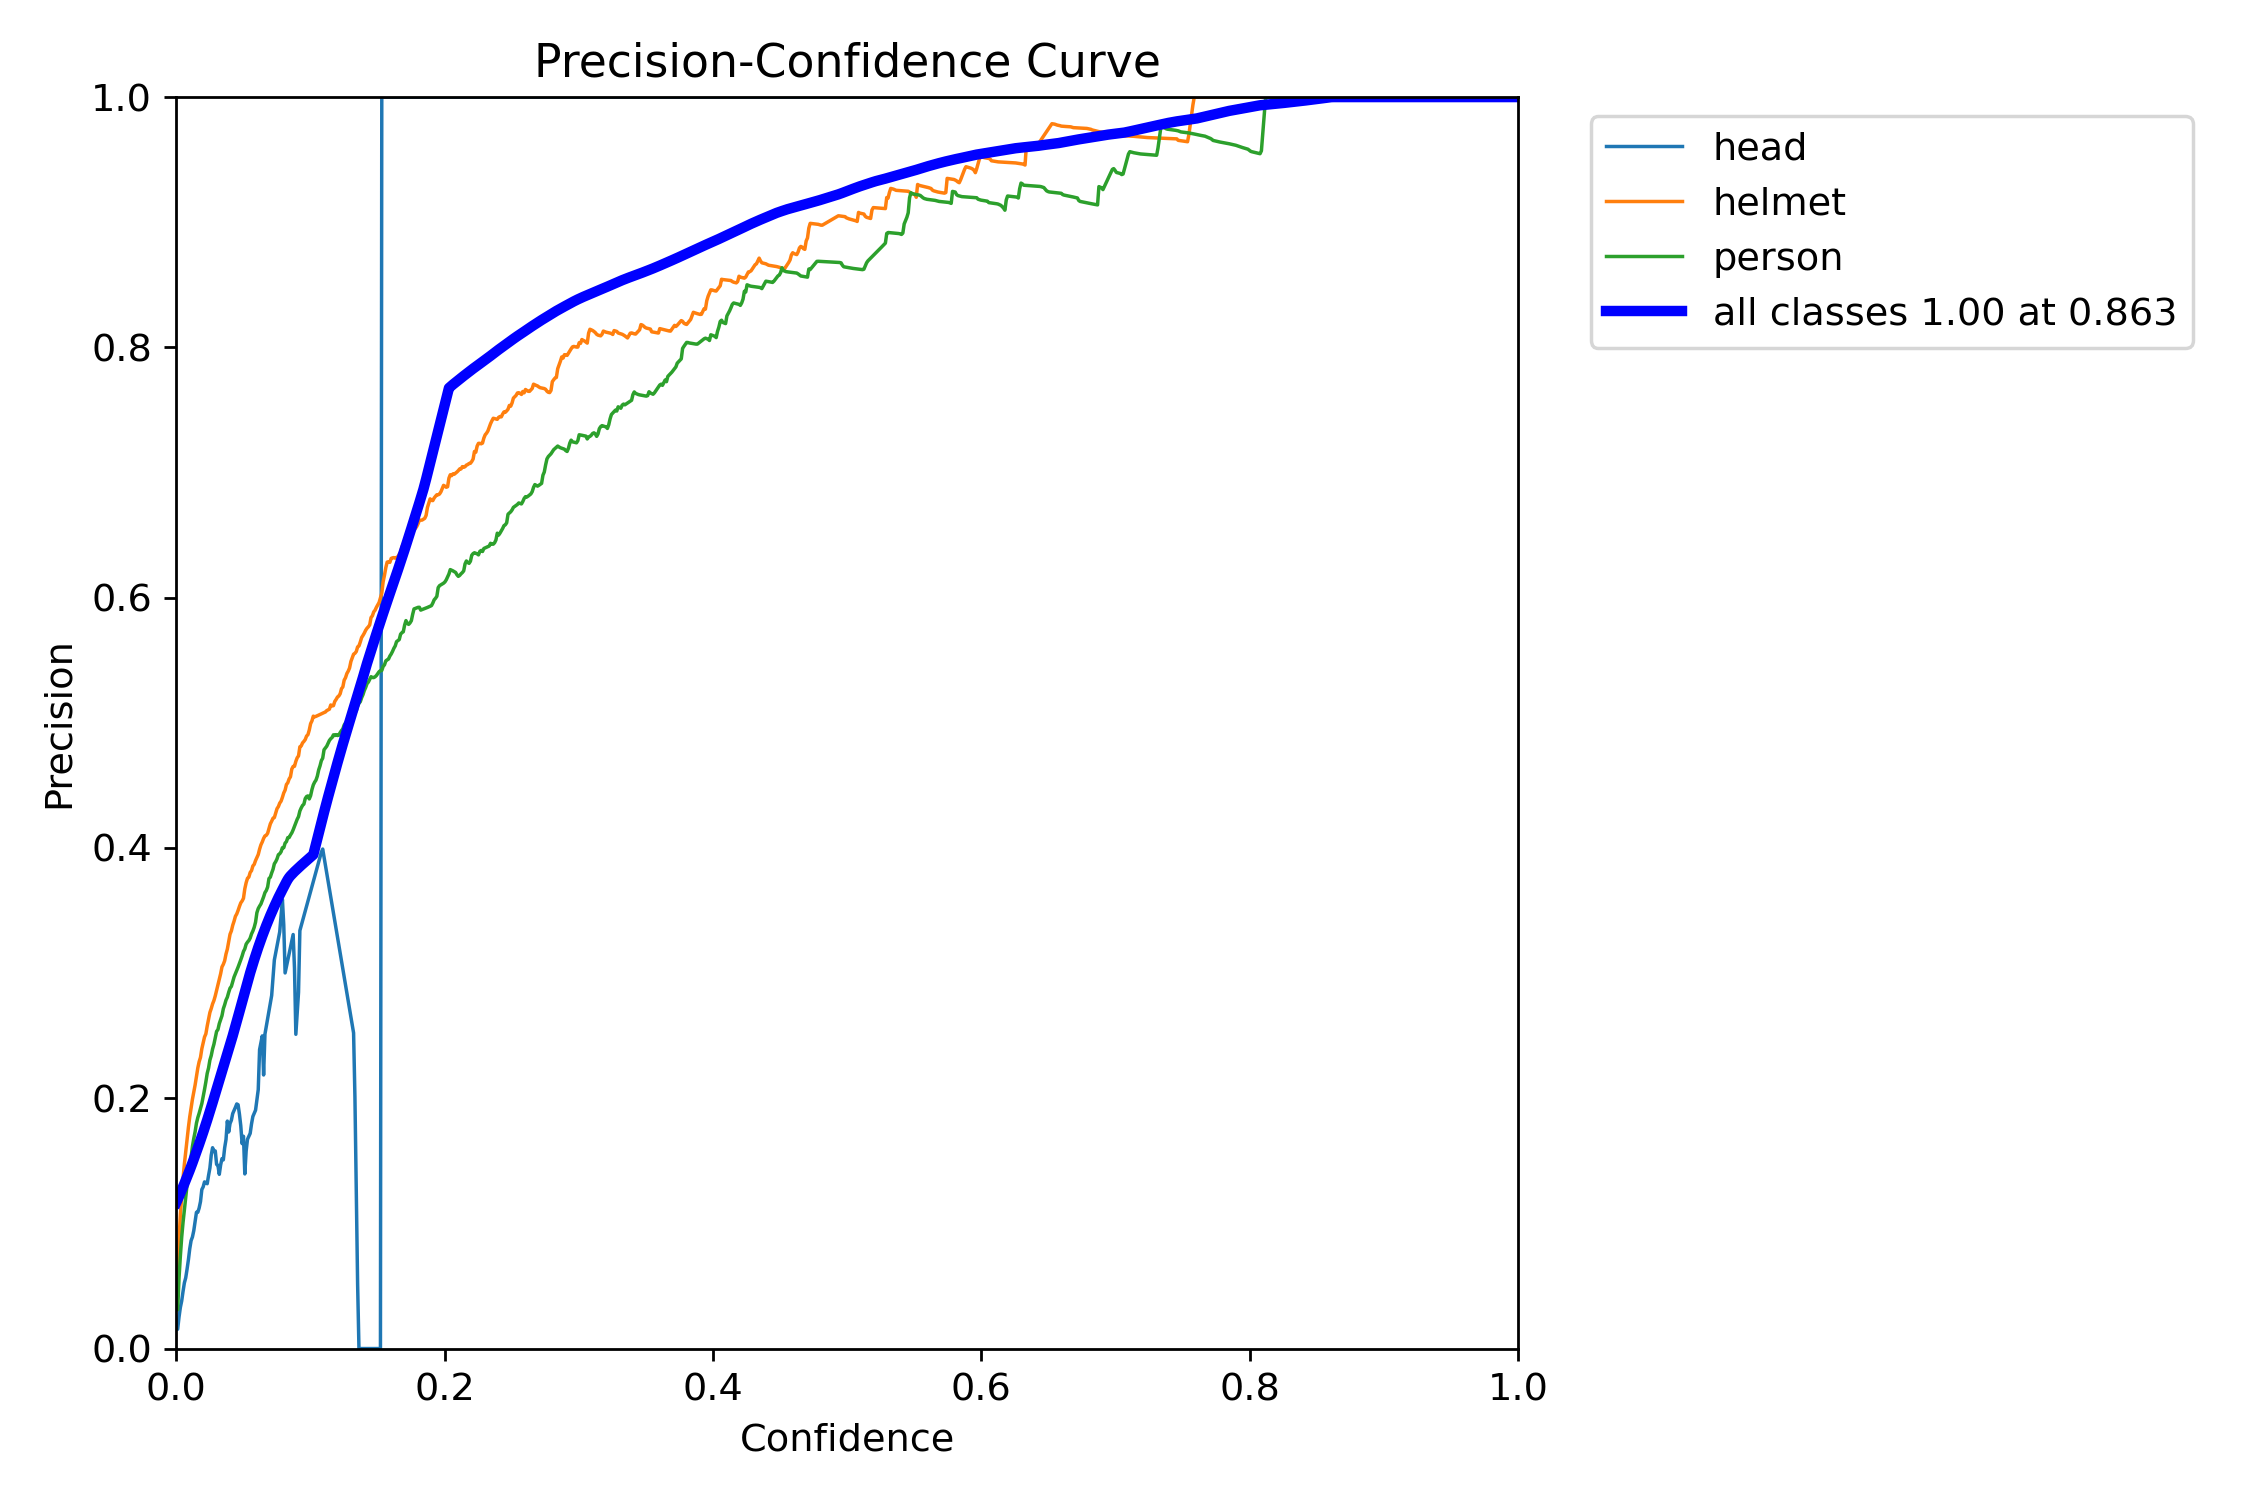 Precision-Confidence Curve
1.0
0.8
0.6
0.4
0.2
0.0
Precision
0.0 0.2 0.4 0.6 0.8 1.0
Confidence
head
helmet
person
all classes 1.00 at 0.863